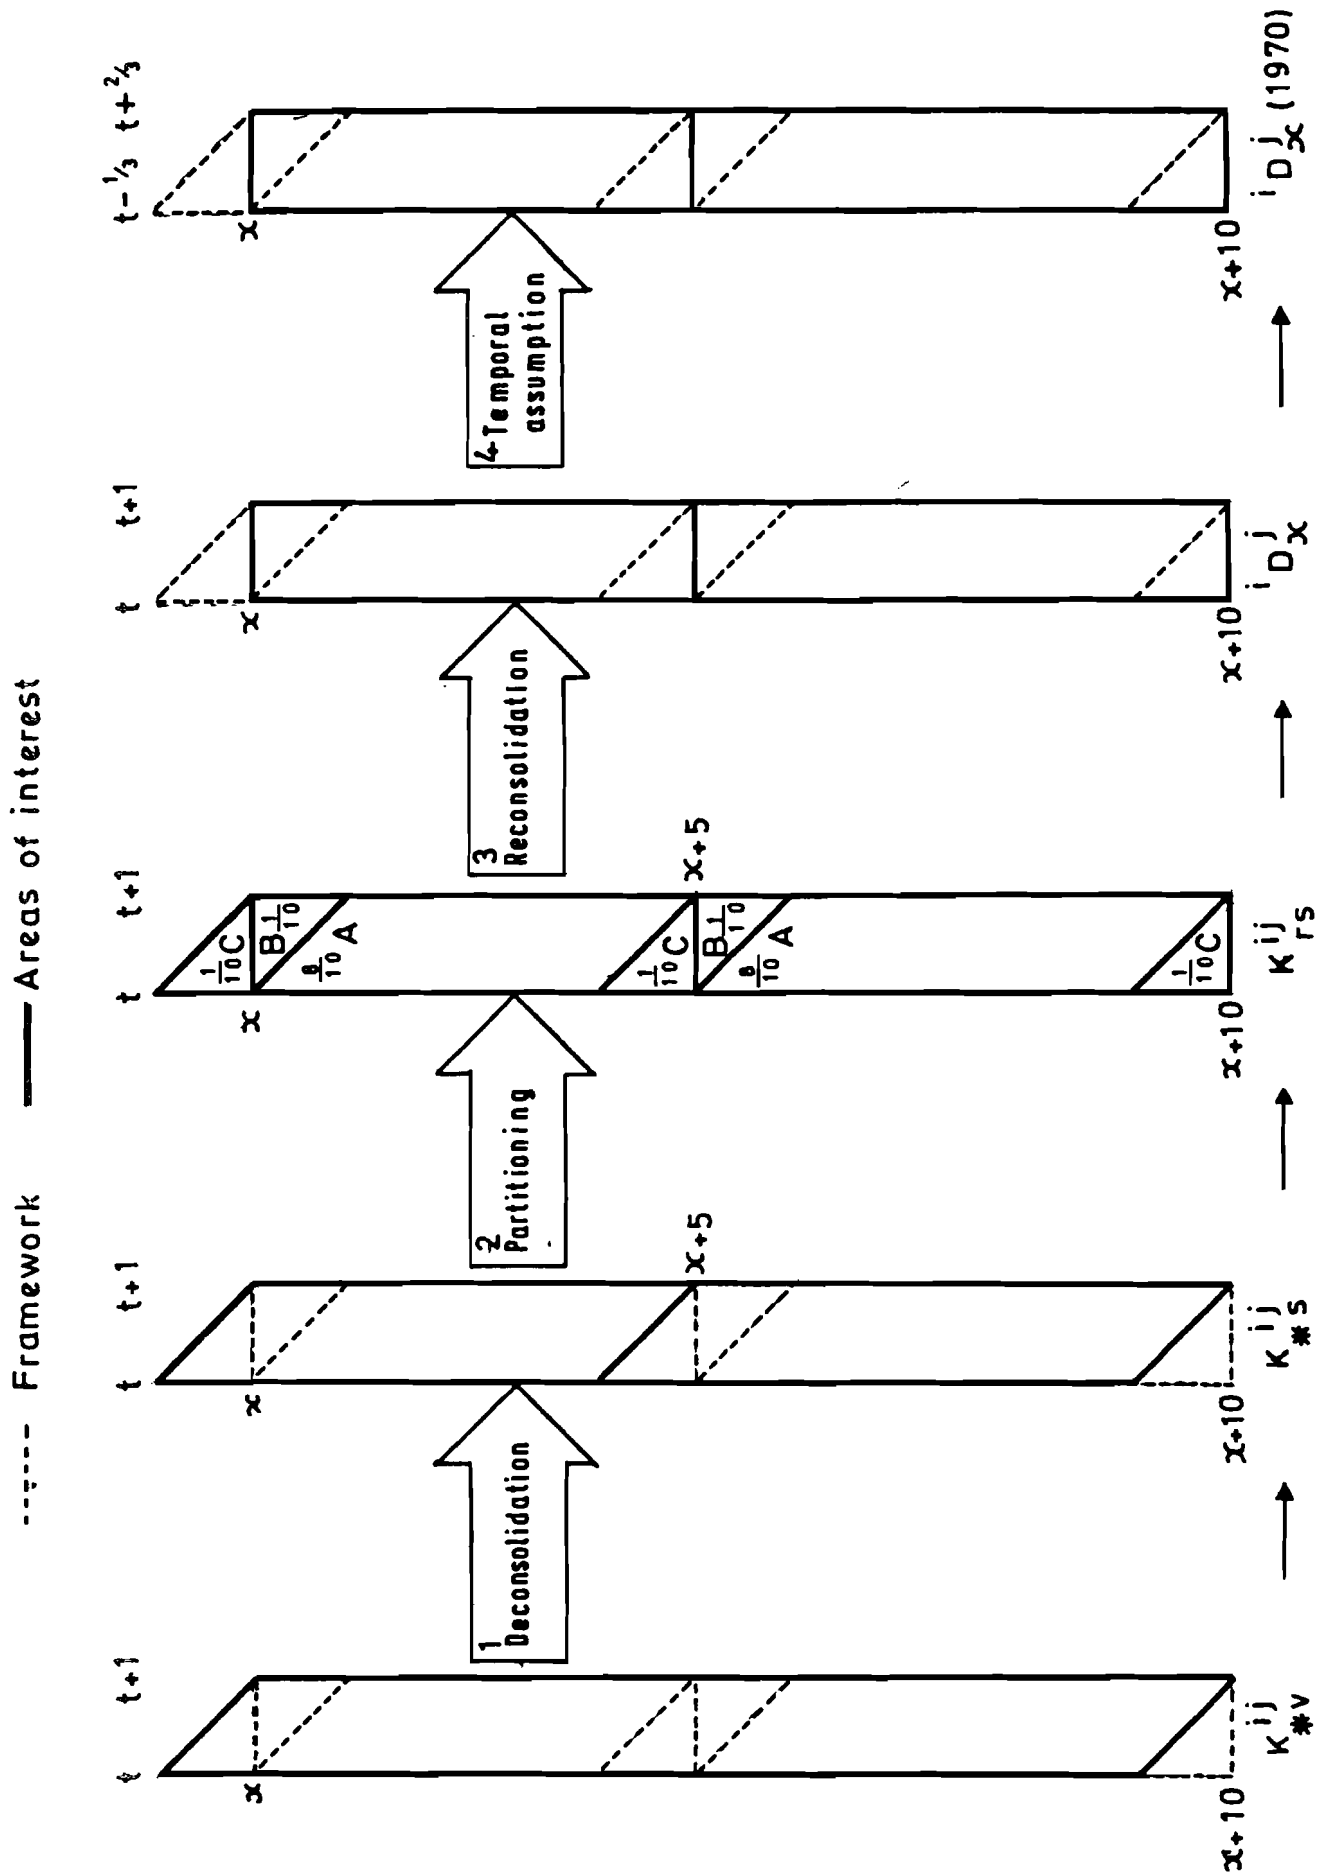 Framework
Areas of interest
t t+1
x
x+10
K^{ij}_{*v}
1
Deconsolidation
t t+1
x
x+5
x+10
K^{ij}_{*s}
2
Partitioning
t t+1
x
1/10 C
B 1/10
8/10 A
x+5
1/10 C
B 1/10
8/10 A
1/10 C
x+10
K^{ij}_{rs}
3
Reconsolidation
t t+1
x
x+10
^{i}D^{j}_{x}
4 Temporal
assumption
t-1/3 t+2/3
x
x+10
^{i}D^{j}_{x} (1970)